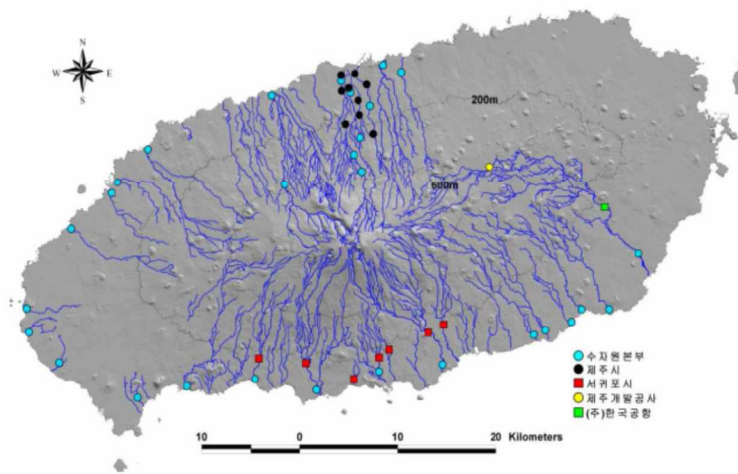 N
W E
S
200m
600m
수자원본부
제주시
서귀포시
제주개발공사
(주)한국공항
10 0 10 20 Kilometers